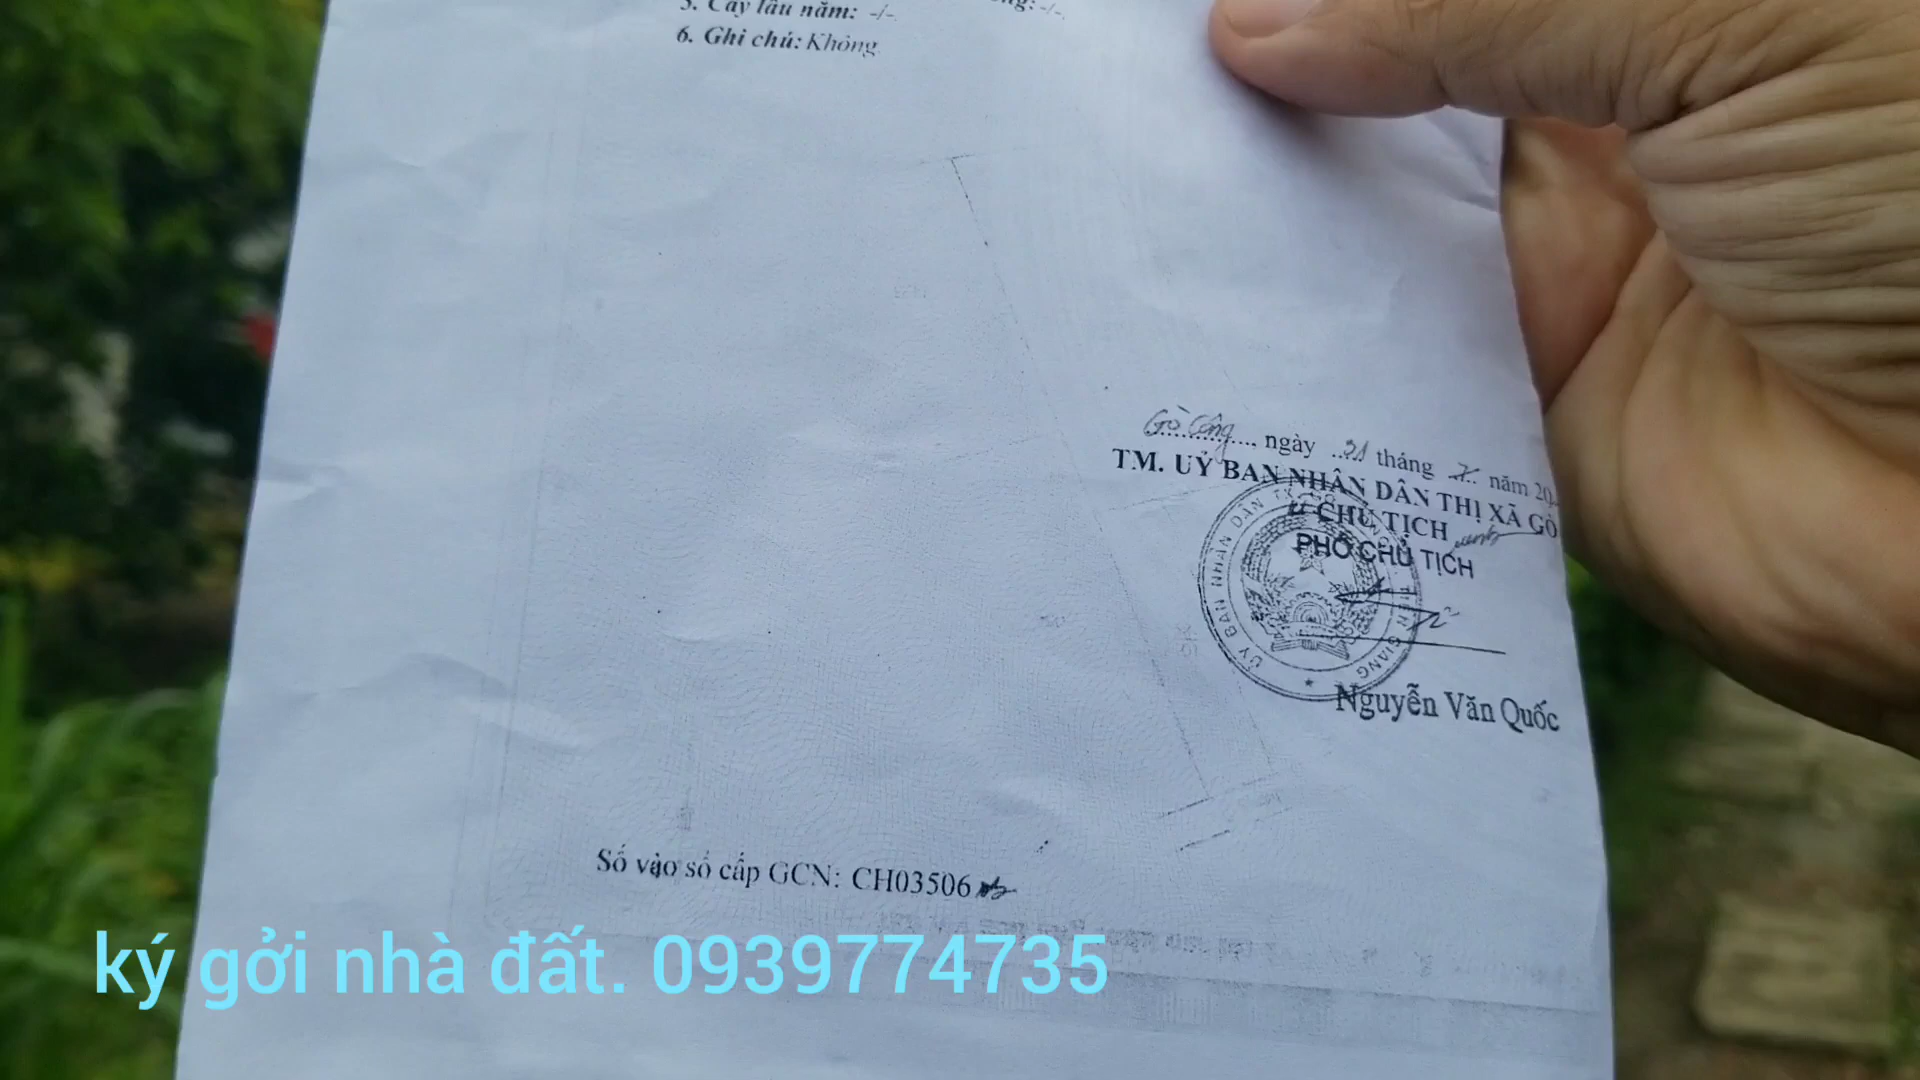 5. Cây lâu năm: -/-.
6. Ghi chú: Không
Gò Công, ngày 31 tháng 7 năm 20
TM. UỶ BAN NHÂN DÂN THỊ XÃ GÒ
CHỦ TỊCH
PHÓ CHỦ TỊCH
Nguyễn Văn Quốc
Số vào sổ cấp GCN: CH03506
ký gởi nhà đất. 0939774735